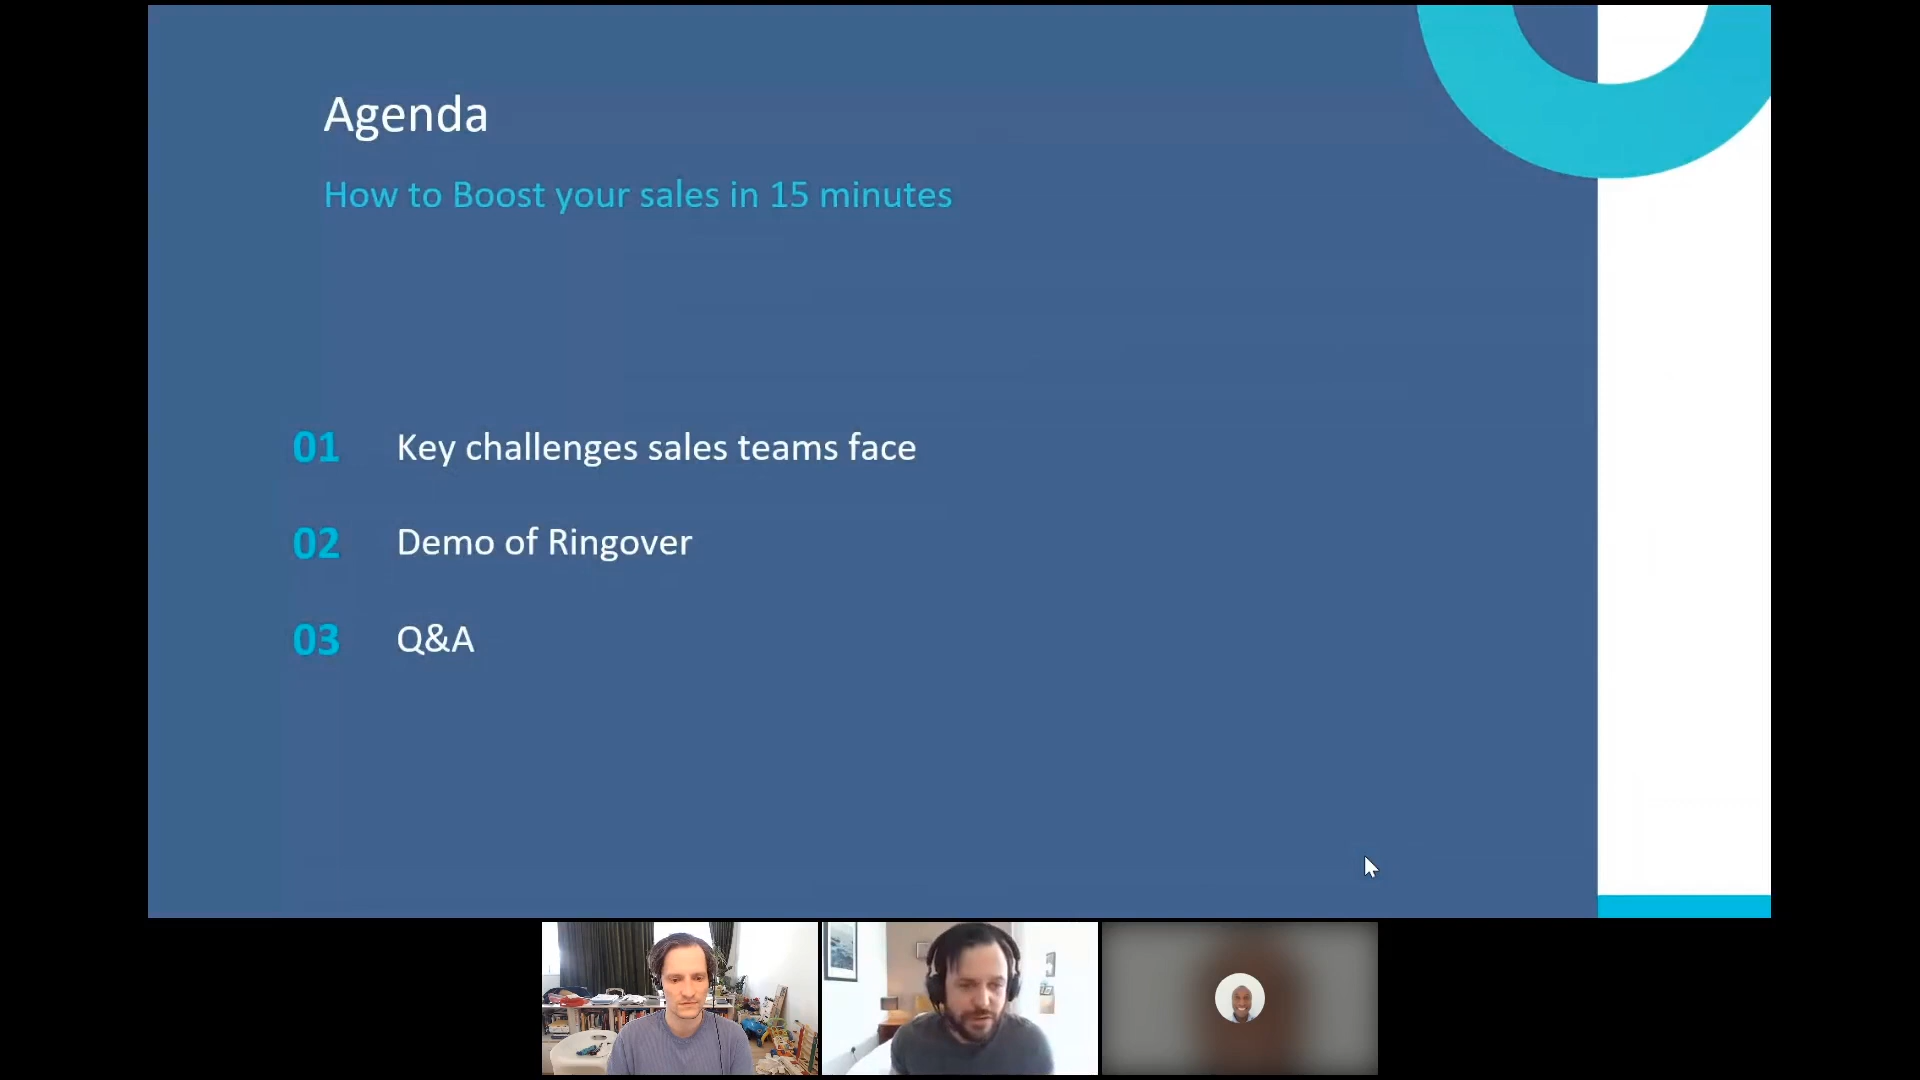 Agenda
How to Boost your sales in 15 minutes
01 Key challenges sales teams face
02 Demo of Ringover
03 Q&A